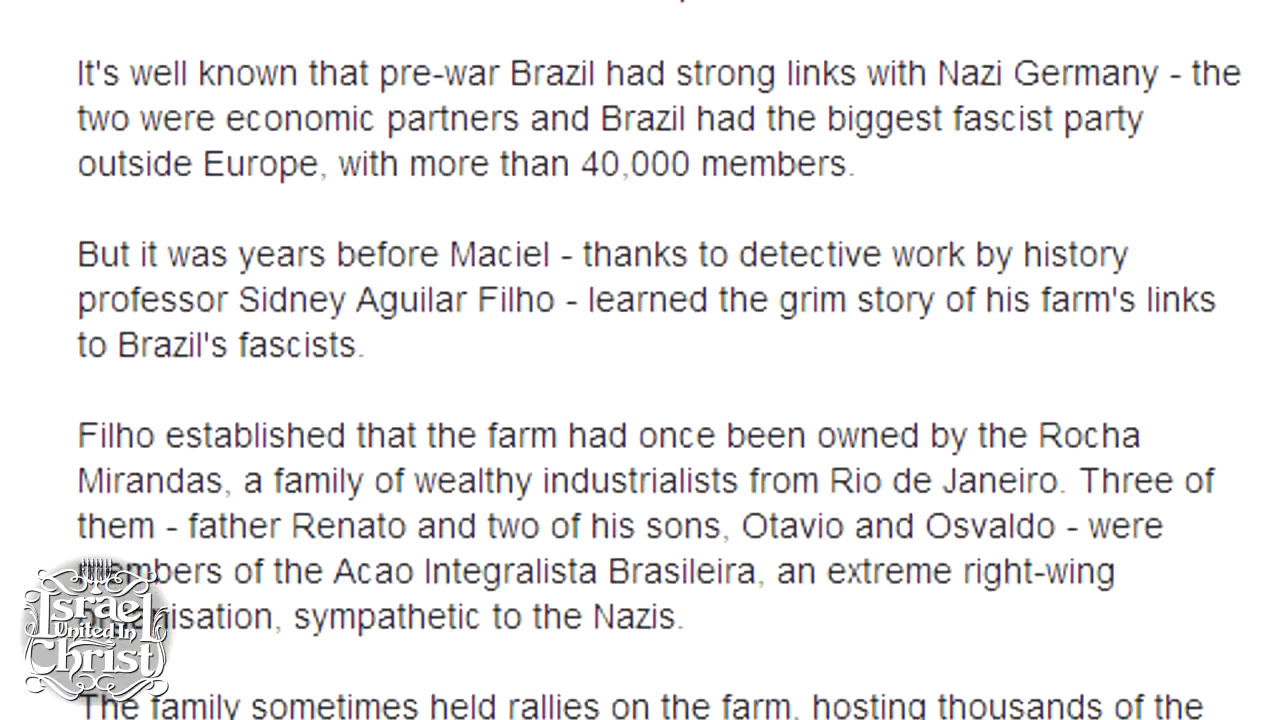 It's well known that pre-war Brazil had strong links with Nazi Germany - the
two were economic partners and Brazil had the biggest fascist party
outside Europe, with more than 40,000 members.
But it was years before Maciel - thanks to detective work by history
professor Sidney Aguilar Filho - learned the grim story of his farm's links
to Brazil's fascists.
Filho established that the farm had once been owned by the Rocha
Mirandas, a family of wealthy industrialists from Rio de Janeiro. Three of
them - father Renato and two of his sons, Otavio and Osvaldo - were
members of the Acao Integralista Brasileira, an extreme right-wing
organisation, sympathetic to the Nazis.
The family sometimes held rallies on the farm, hosting thousands of the
Israel
United In
Christ